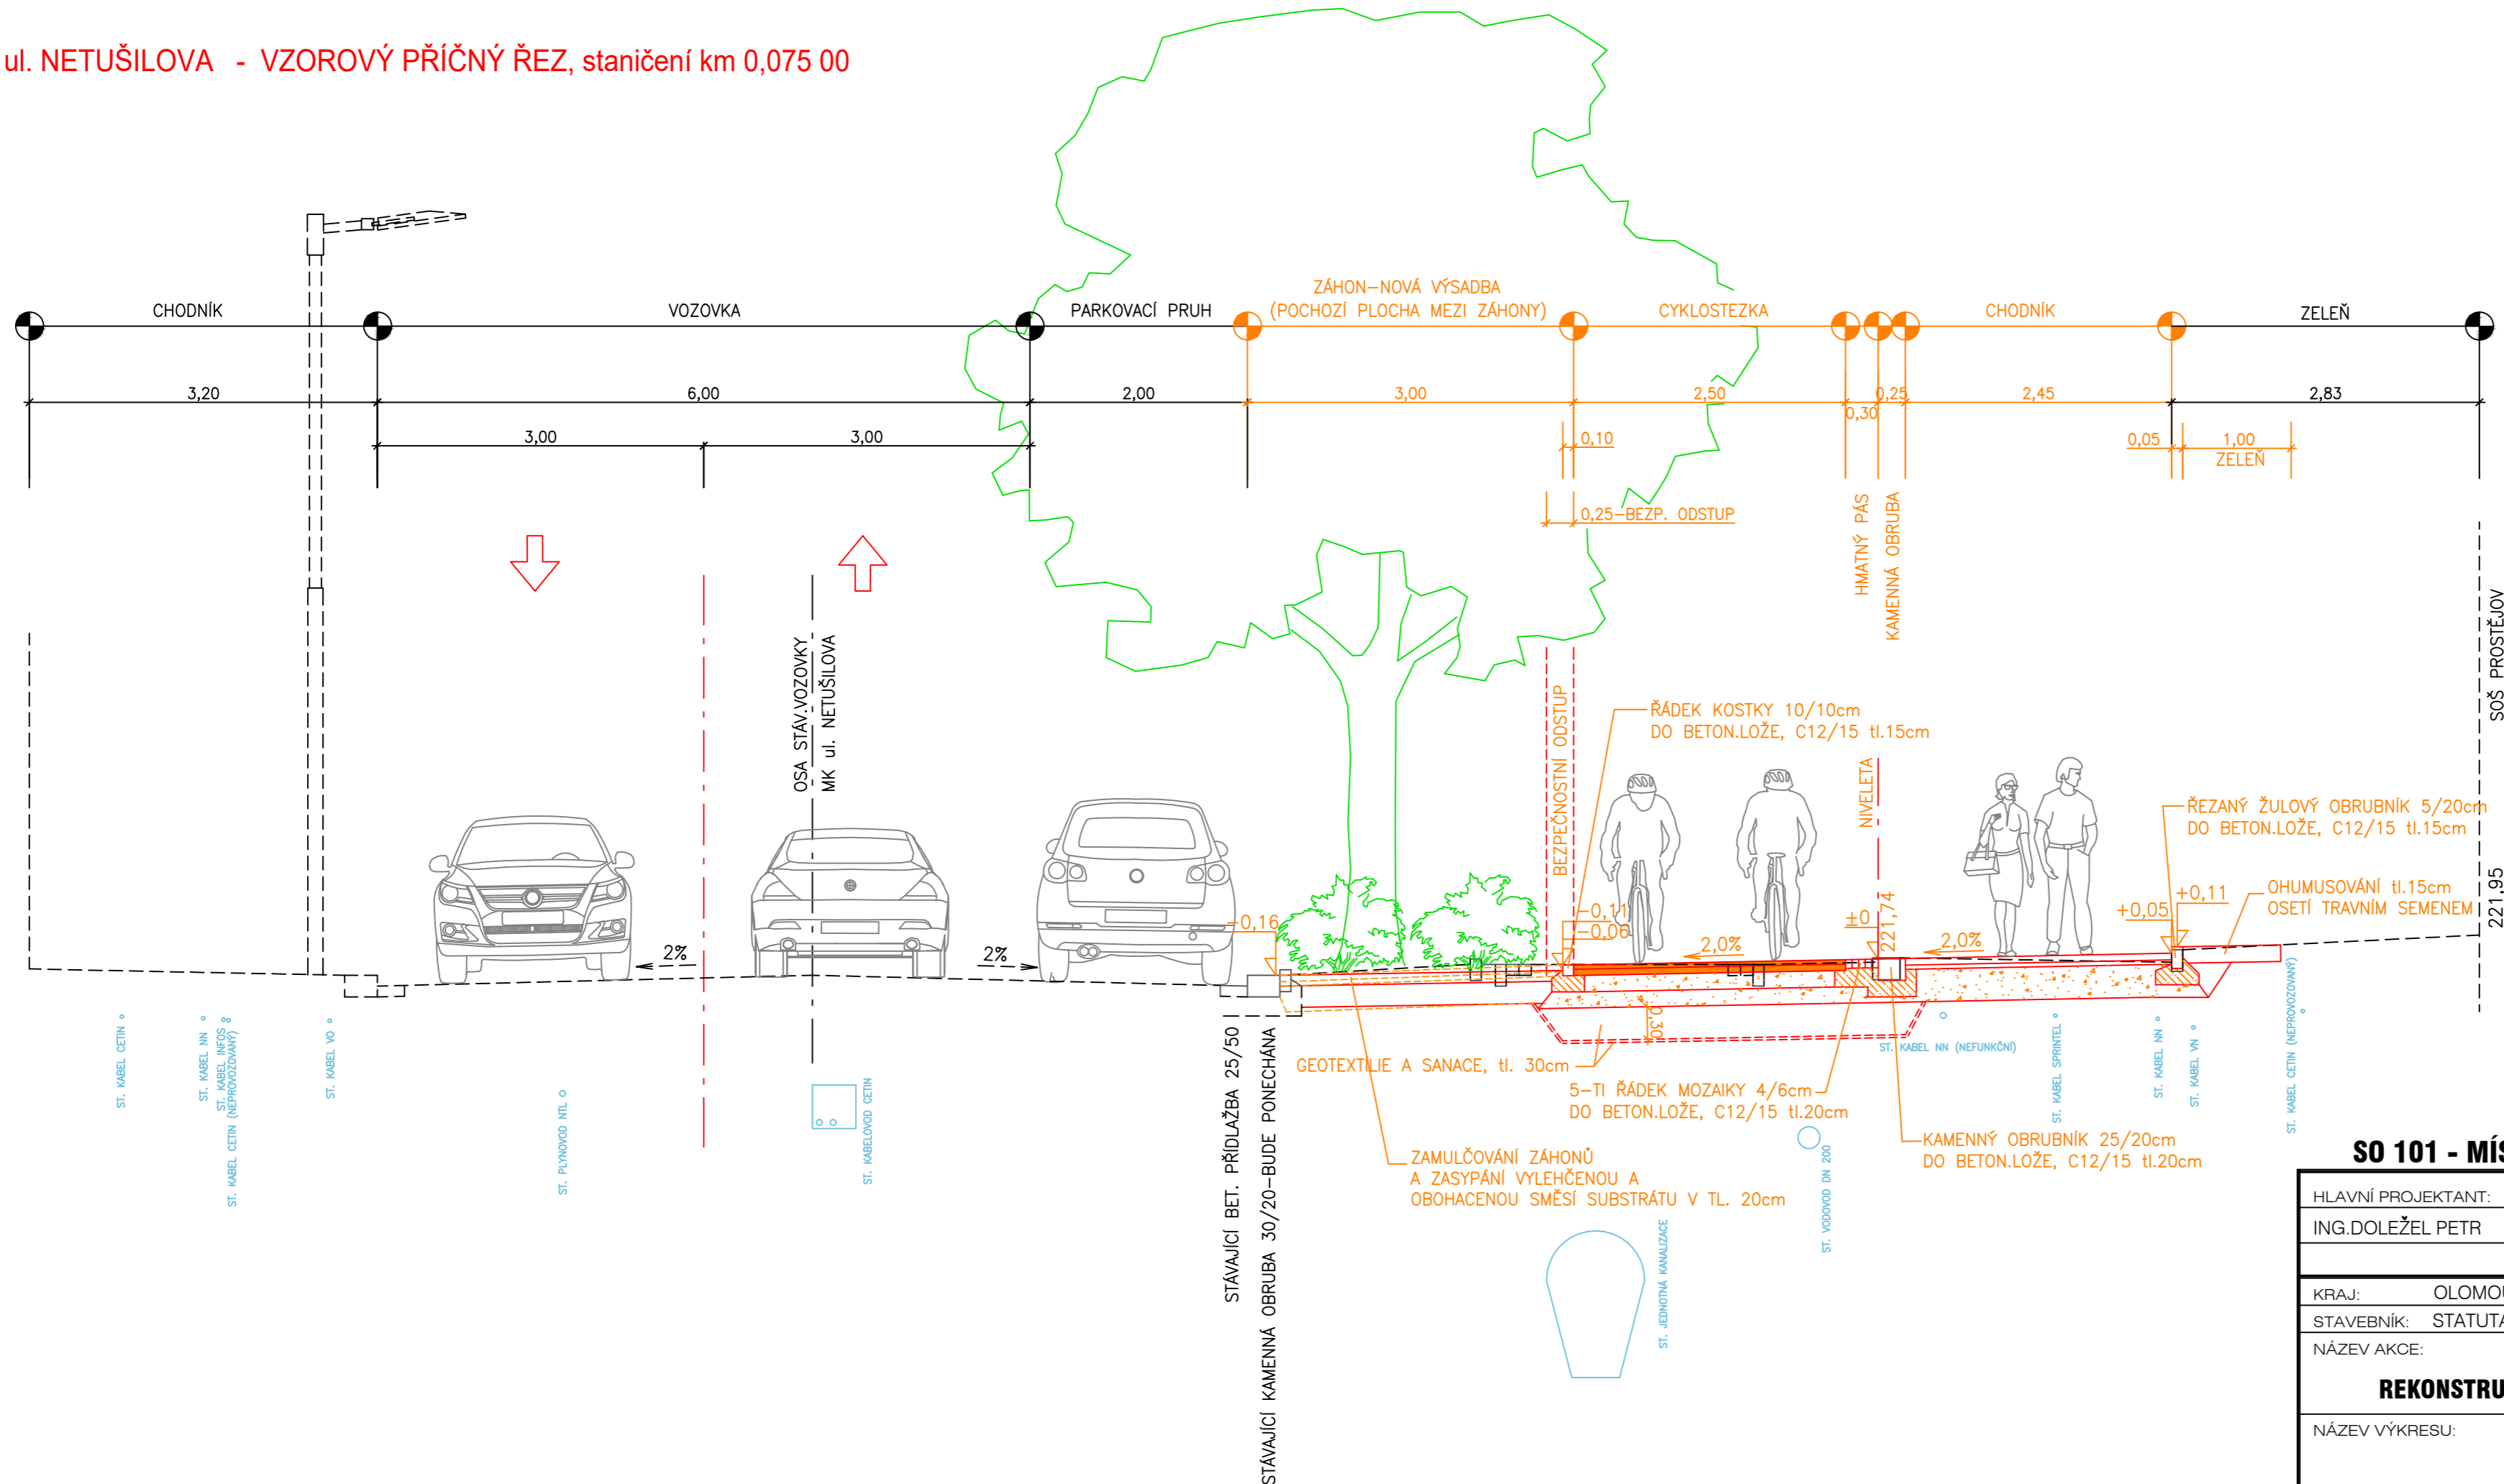 ul. NETUŠILOVA - VZOROVÝ PŘÍČNÝ ŘEZ, staničení km 0,075 00
CHODNÍK
VOZOVKA
PARKOVACÍ PRUH
ZÁHON-NOVÁ VÝSADBA
(POCHOZÍ PLOCHA MEZI ZÁHONY)
CYKLOSTEZKA
CHODNÍK
ZELEŇ
3,20
6,00
2,00
3,00
2,50
0,30
0,25
2,45
2,83
3,00
3,00
0,10
0,05
1,00
ZELEŇ
0,25-BEZP. ODSTUP
HMATNÝ PÁS
KAMENNÁ OBRUBA
OSA STÁV.VOZOVKY
MK ul. NETUŠILOVA
BEZPEČNOSTNÍ ODSTUP
ŘÁDEK KOSTKY 10/10cm
DO BETON.LOŽE, C12/15 tl.15cm
NIVELETA
SOŠ PROSTĚJOV
221,95
ŘEZANÝ ŽULOVÝ OBRUBNÍK 5/20cm
DO BETON.LOŽE, C12/15 tl.15cm
OHUMUSOVÁNÍ tl.15cm
OSETÍ TRAVNÍM SEMENEM
-0,16
-0,11
-0,06
±0
221,74
+0,05
+0,11
2%
2%
2,0%
2,0%
0,30
GEOTEXTILIE A SANACE, tl. 30cm
5-TI ŘÁDEK MOZAIKY 4/6cm
DO BETON.LOŽE, C12/15 tl.20cm
KAMENNÝ OBRUBNÍK 25/20cm
DO BETON.LOŽE, C12/15 tl.20cm
ZAMULČOVÁNÍ ZÁHONŮ
A ZASYPÁNÍ VYLEHČENOU A
OBOHACENOU SMĚSÍ SUBSTRÁTU V TL. 20cm
STÁVAJÍCÍ BET. PŘÍDLAŽBA 25/50
STÁVAJÍCÍ KAMENNÁ OBRUBA 30/20-BUDE PONECHÁNA
ST. KABEL CETIN
ST. KABEL NN
ST. KABEL INFOS
ST. KABEL CETIN (NEPROVOZOVANÝ)
ST. KABEL VO
ST. PLYNOVOD NTL
ST. KABELOVOD CETIN
ST. JEDNOTNÁ KANALIZACE
ST. VODOVOD DN 200
ST. KABEL NN (NEFUNKČNÍ)
ST. KABEL SPRINTEL
ST. KABEL NN
ST. KABEL VN
ST. KABEL CETIN (NEPROVOZOVANÝ)
SO 101 - MÍS
HLAVNÍ PROJEKTANT:
ING.DOLEŽEL PETR
KRAJ: OLOMOU
STAVEBNÍK: STATUTÁ
NÁZEV AKCE:
REKONSTRU
NÁZEV VÝKRESU: